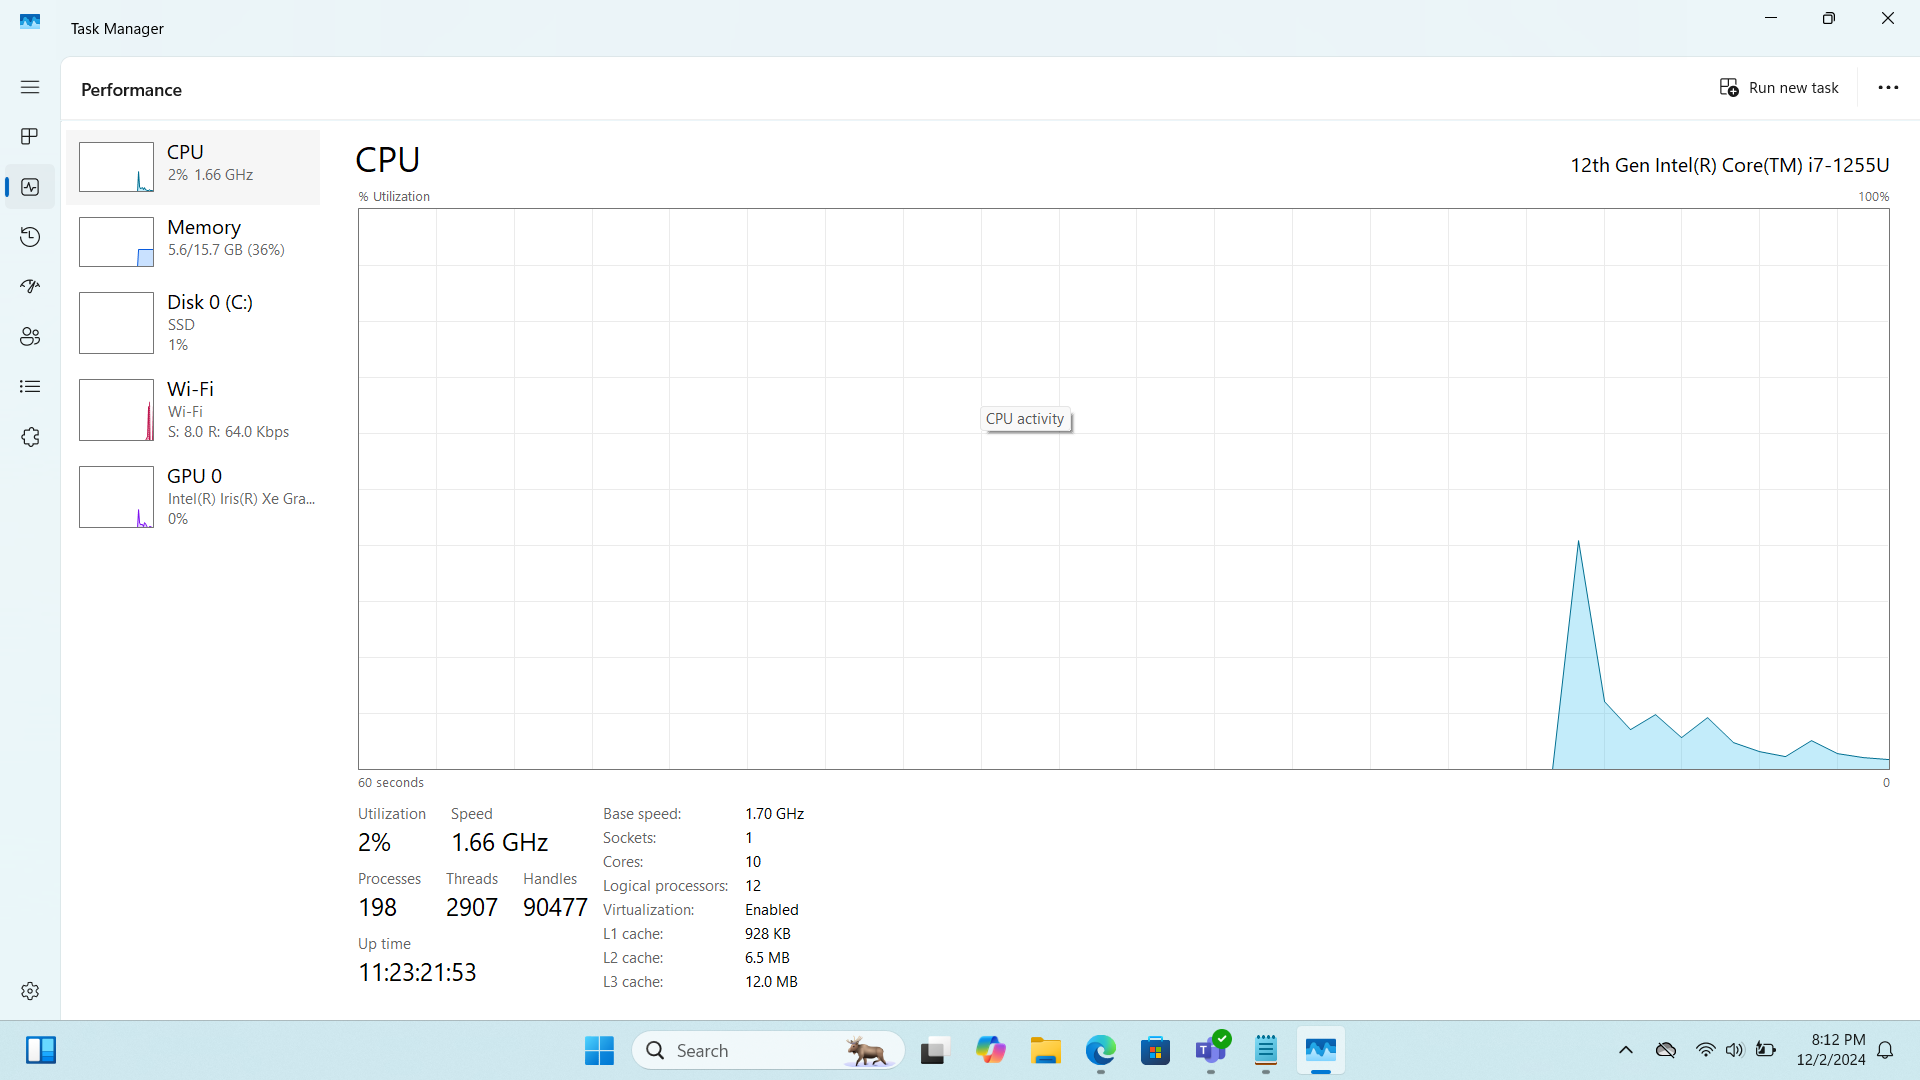 Task Manager
Performance
Run new task
CPU
2% 1.66 GHz
Memory
5.6/15.7 GB (36%)
Disk 0 (C:)
SSD
1%
Wi-Fi
Wi-Fi
S: 8.0 R: 64.0 Kbps
GPU 0
Intel(R) Iris(R) Xe Gra...
0%
CPU
12th Gen Intel(R) Core(TM) i7-1255U
% Utilization
100%
CPU activity
60 seconds
0
Utilization Speed
2% 1.66 GHz
Processes Threads Handles
198 2907 90477
Up time
11:23:21:53
Base speed: 1.70 GHz
Sockets: 1
Cores: 10
Logical processors: 12
Virtualization: Enabled
L1 cache: 928 KB
L2 cache: 6.5 MB
L3 cache: 12.0 MB
Search
8:12 PM
12/2/2024